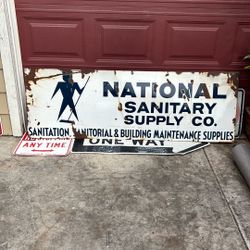 NATIONAL
SANITARY
SUPPLY CO.
SANITATION, JANITORIAL & BUILDING MAINTENANCE SUPPLIES
ANY TIME
ONE WAY